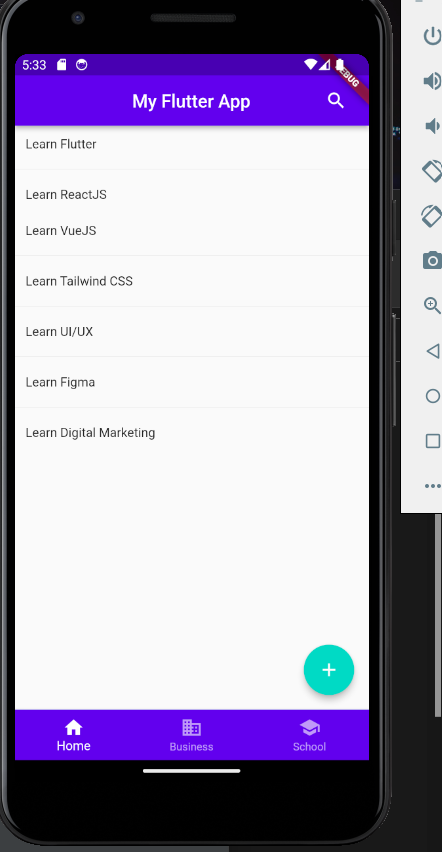 5:33
DEBUG
My Flutter App
Learn Flutter
Learn ReactJS
Learn VueJS
Learn Tailwind CSS
Learn UI/UX
Learn Figma
Learn Digital Marketing
Home
Business
School